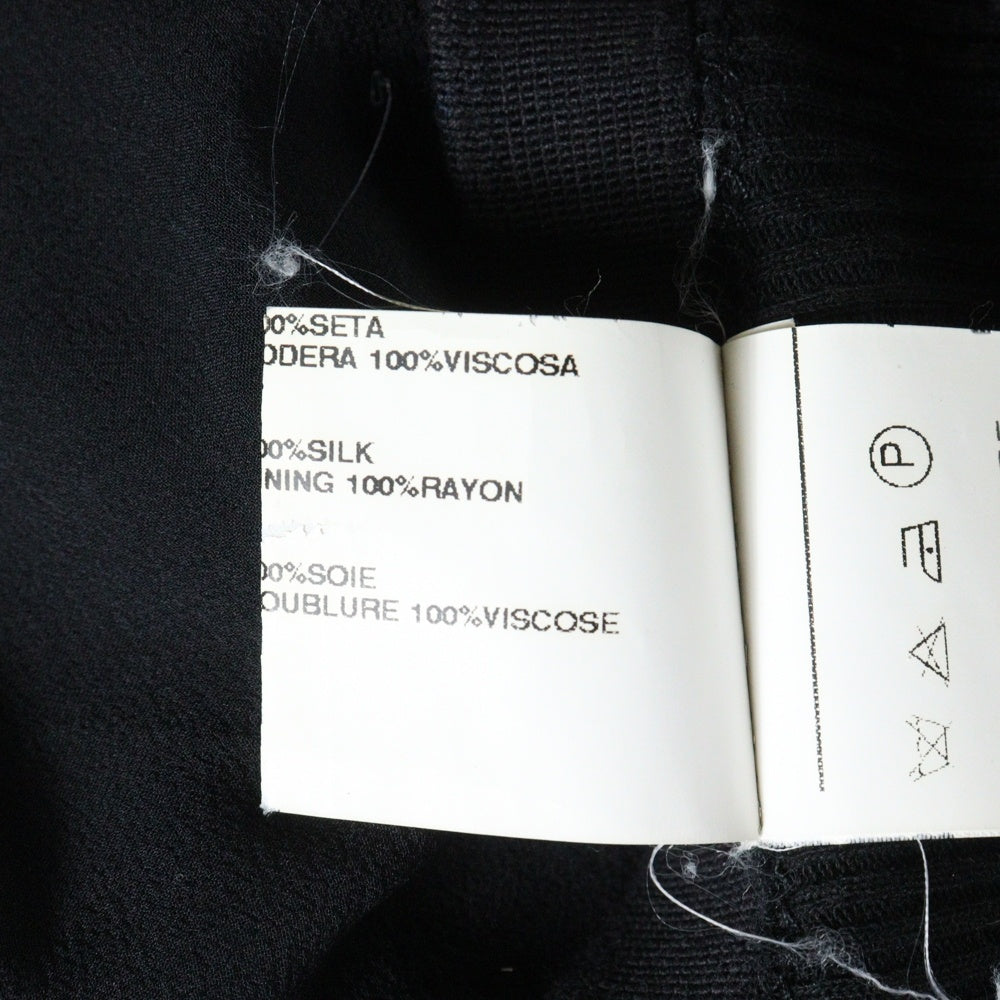 00%SETA
ODERA 100%VISCOSA
00%SILK
NING 100%RAYON
00%SOIE
OUBLURE 100%VISCOSE
P